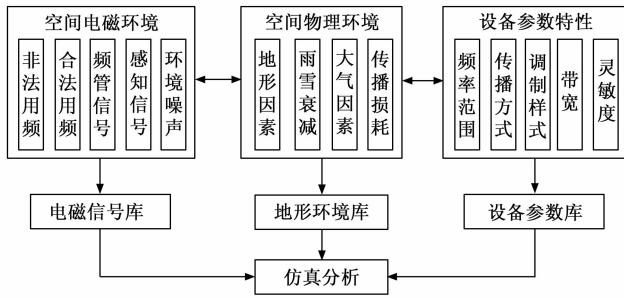 空间电磁环境
非法用频
合法用频
频管信号
感知信号
环境噪声
空间物理环境
地形因素
雨雪衰减
大气因素
传播损耗
设备参数特性
频率范围
传播方式
调制样式
带宽
灵敏度
电磁信号库
地形环境库
设备参数库
仿真分析